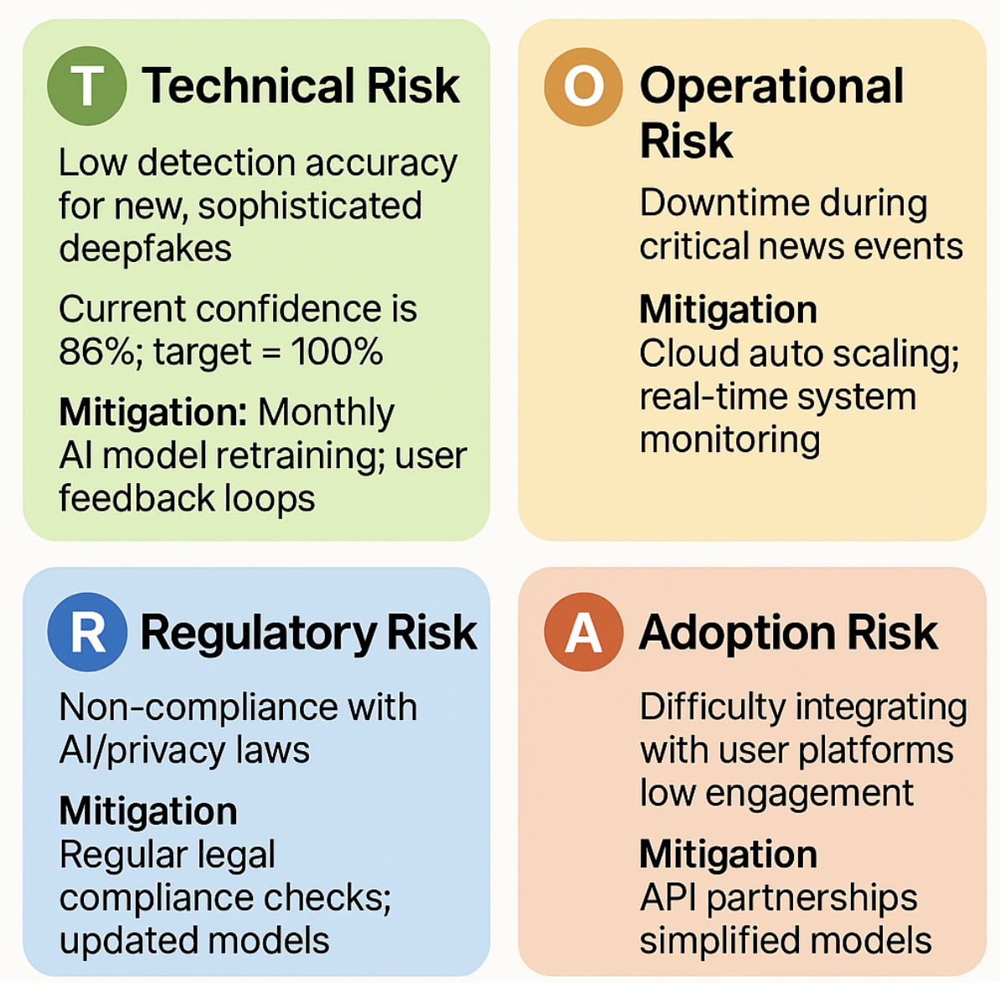 T Technical Risk
Low detection accuracy
for new, sophisticated
deepfakes
Current confidence is
86%; target = 100%
Mitigation: Monthly
AI model retraining; user
feedback loops
O Operational
Risk
Downtime during
critical news events
Mitigation
Cloud auto scaling;
real-time system
monitoring
R Regulatory Risk
Non-compliance with
AI/privacy laws
Mitigation
Regular legal
compliance checks;
updated models
A Adoption Risk
Difficulty integrating
with user platforms
low engagement
Mitigation
API partnerships
simplified models